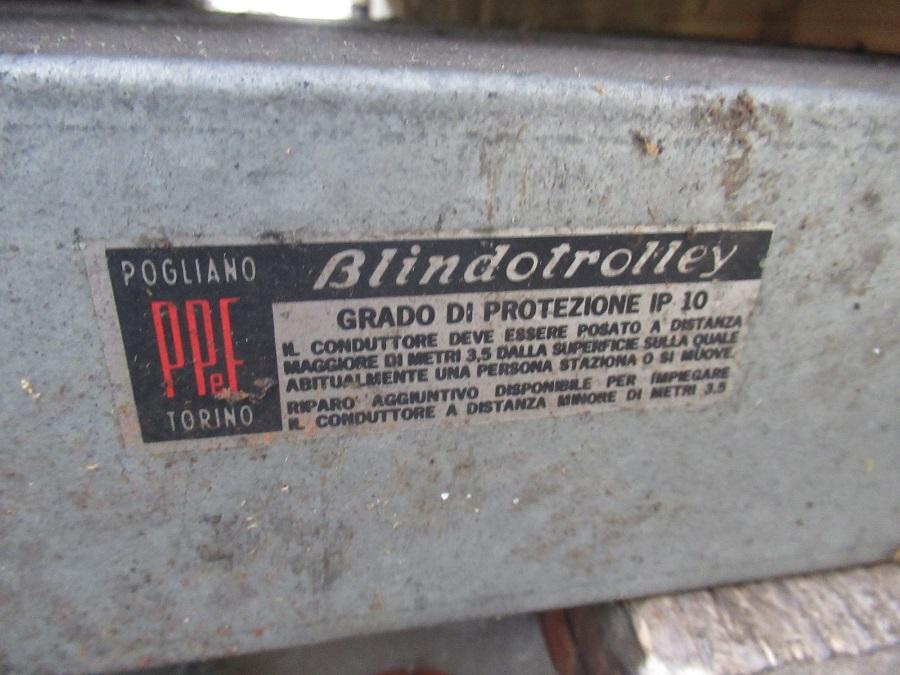 POGLIANO
PPeF
TORINO
Blindotrolley
GRADO DI PROTEZIONE IP 10
IL CONDUTTORE DEVE ESSERE POSATO A DISTANZA
MAGGIORE DI METRI 3,5 DALLA SUPERFICIE SULLA QUALE
ABITUALMENTE UNA PERSONA STAZIONA O SI MUOVE.
RIPARO AGGIUNTIVO DISPONIBILE PER IMPIEGARE
IL CONDUTTORE A DISTANZA MINORE DI METRI 3.5